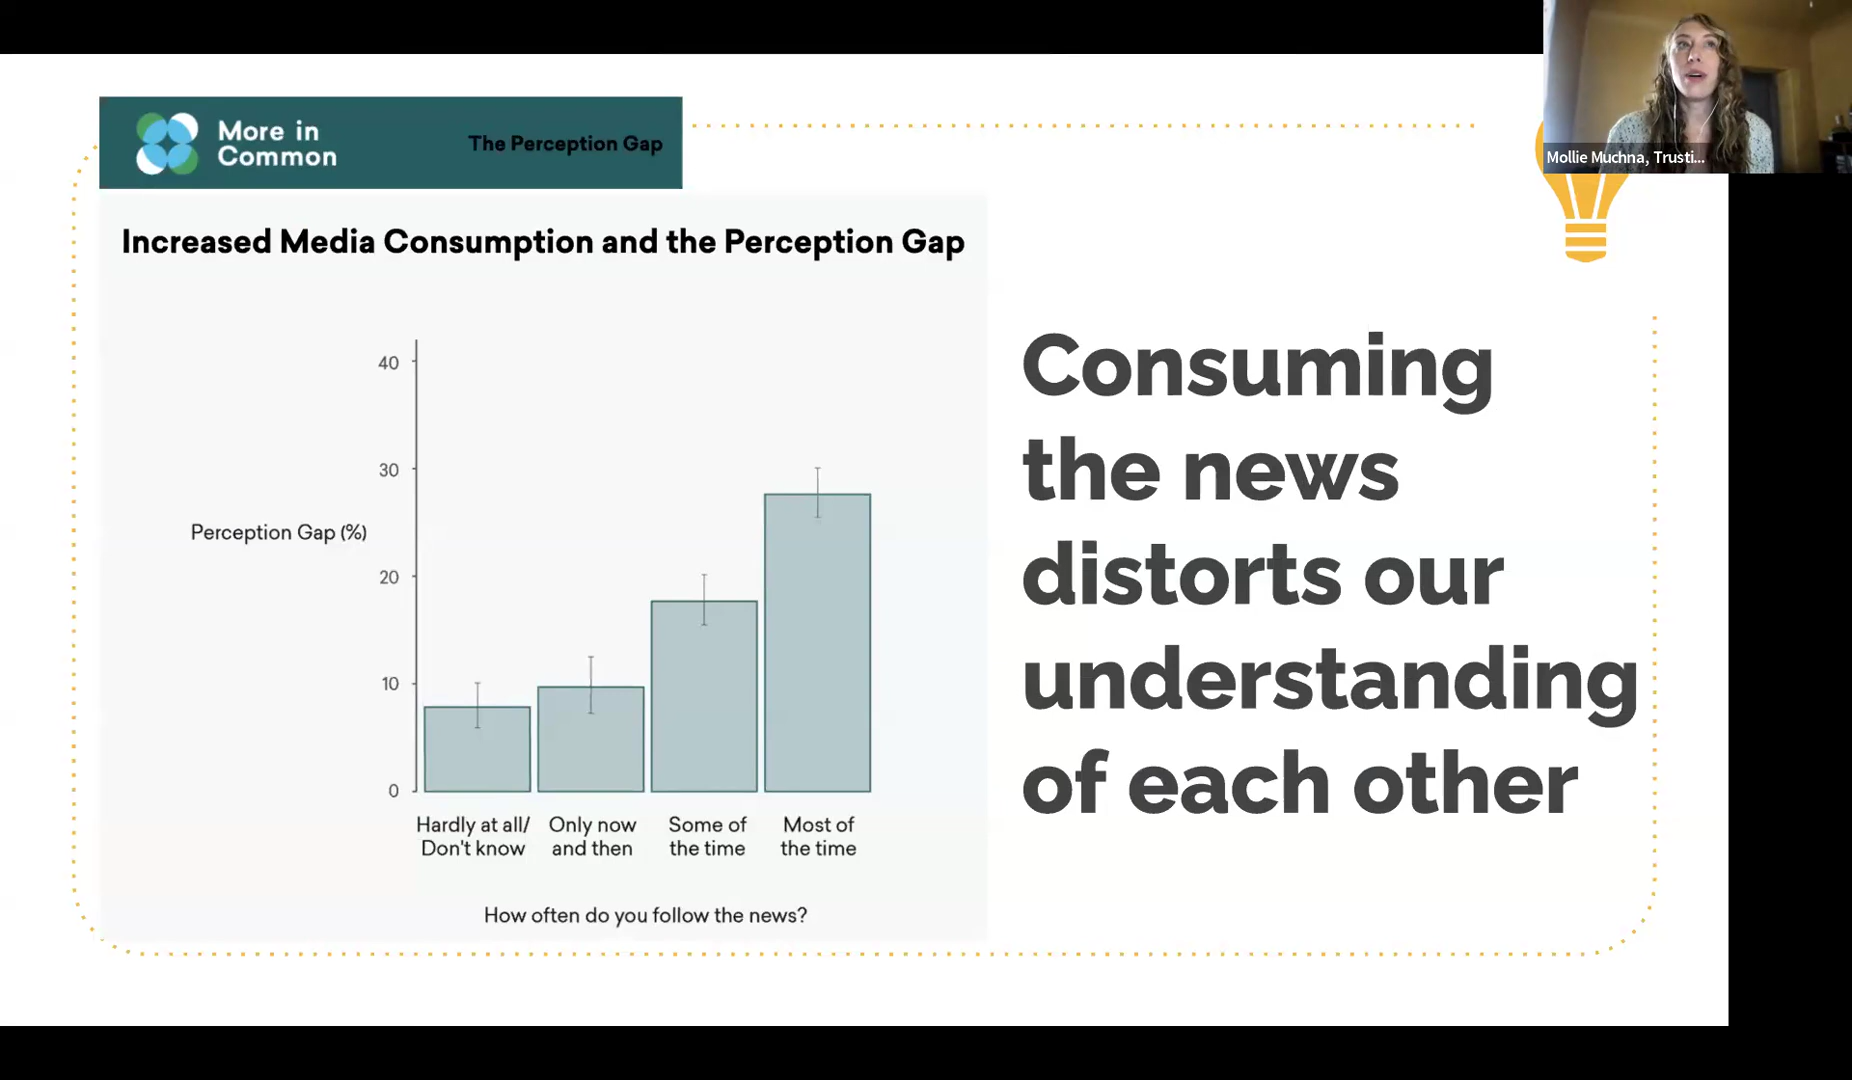 More in
Common
The Perception Gap
Increased Media Consumption and the Perception Gap
40
30
Perception Gap (%)
20
10
0
Hardly at all/
Don't know
Only now
and then
Some of
the time
Most of
the time
How often do you follow the news?
Consuming
the news
distorts our
understanding
of each other
Mollie Muchna, Trusti...